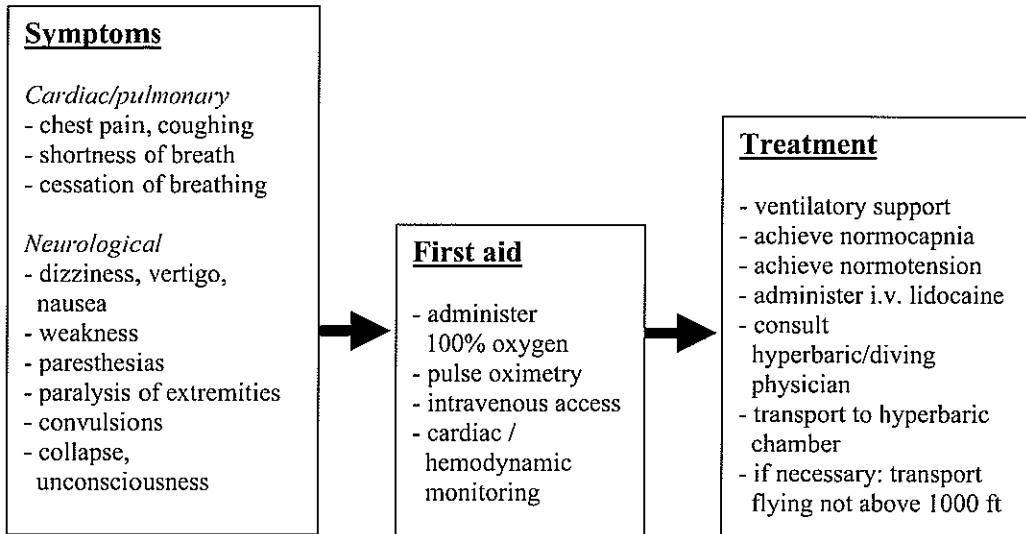 Symptoms
Cardiac/pulmonary
- chest pain, coughing
- shortness of breath
- cessation of breathing
Neurological
- dizziness, vertigo,
nausea
- weakness
- paresthesias
- paralysis of extremities
- convulsions
- collapse,
unconsciousness
First aid
- administer
100% oxygen
- pulse oximetry
- intravenous access
- cardiac /
hemodynamic
monitoring
Treatment
- ventilatory support
- achieve normocapnia
- achieve normotension
- administer i.v. lidocaine
- consult
hyperbaric/diving
physician
- transport to hyperbaric
chamber
- if necessary: transport
flying not above 1000 ft